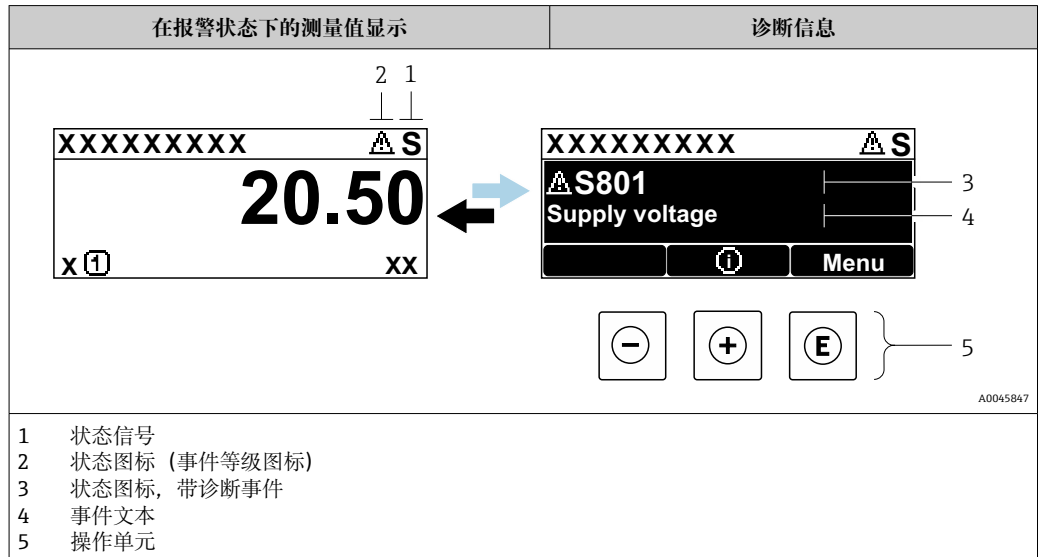 在报警状态下的测量值显示
诊断信息
2 1
XXXXXXXXX ⚠ S
20.50
X 1
XX
XXXXXXXXX ⚠ S
⚠S801
3
Supply voltage
4
i Menu
− + E
5
A0045847
1 状态信号
2 状态图标（事件等级图标）
3 状态图标，带诊断事件
4 事件文本
5 操作单元